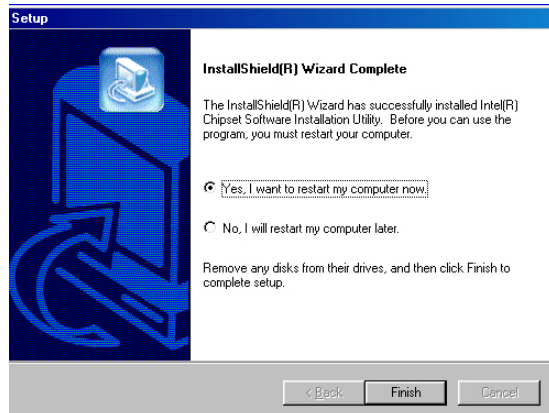 Setup
InstallShield(R) Wizard Complete
The InstallShield(R) Wizard has successfully installed Intel(R)
Chipset Software Installation Utility.  Before you can use the
program, you must restart your computer.
Yes, I want to restart my computer now.
No, I will restart my computer later.
Remove any disks from their drives, and then click Finish to
complete setup.
< Back
Finish
Cancel